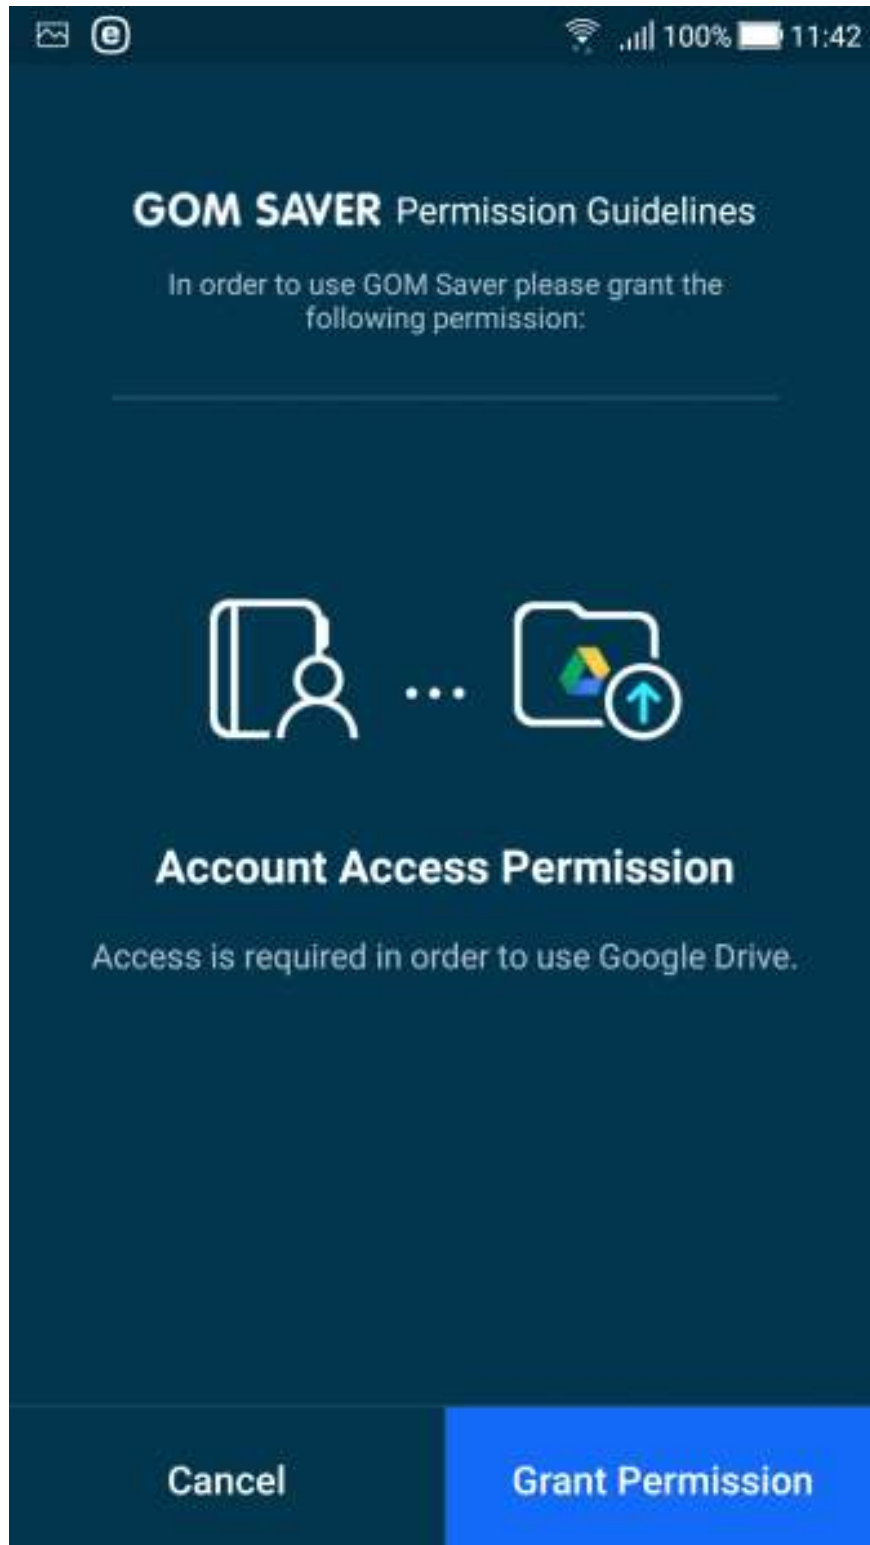 100% 11:42
GOM SAVER Permission Guidelines
In order to use GOM Saver please grant the
following permission:
Account Access Permission
Access is required in order to use Google Drive.
Cancel Grant Permission